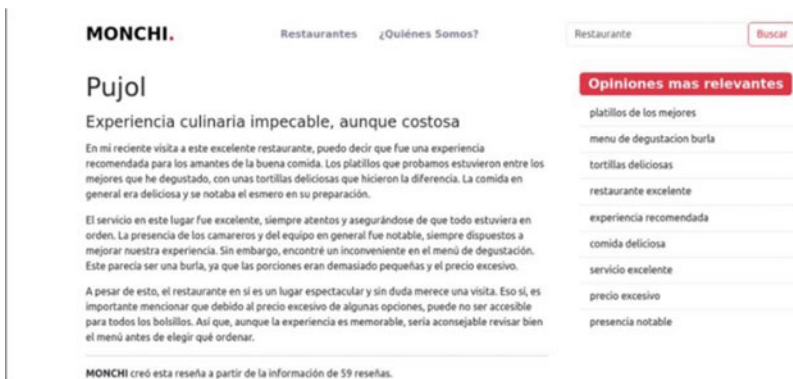 MONCHI.
Restaurantes
¿Quiénes Somos?
Restaurante
Buscar
Pujol
Experiencia culinaria impecable, aunque costosa
En mi reciente visita a este excelente restaurante, puedo decir que fue una experiencia
recomendada para los amantes de la buena comida. Los platillos que probamos estuvieron entre los
mejores que he degustado, con unas tortillas deliciosas que hicieron la diferencia. La comida en
general era deliciosa y se notaba el esmero en su preparación.
El servicio en este lugar fue excelente, siempre atentos y asegurándose de que todo estuviera en
orden. La presencia de los camareros y del equipo en general fue notable, siempre dispuestos a
mejorar nuestra experiencia. Sin embargo, encontré un inconveniente en el menú de degustación.
Este parecía ser una burla, ya que las porciones eran demasiado pequeñas y el precio excesivo.
A pesar de esto, el restaurante en sí es un lugar espectacular y sin duda merece una visita. Eso sí, es
importante mencionar que debido al precio excesivo de algunas opciones, puede no ser accesible
para todos los bolsillos. Así que, aunque la experiencia es memorable, sería aconsejable revisar bien
el menú antes de elegir qué ordenar.
MONCHI creó esta reseña a partir de la información de 59 reseñas.
Opiniones mas relevantes
platillos de los mejores
menu de degustacion burla
tortillas deliciosas
restaurante excelente
experiencia recomendada
comida deliciosa
servicio excelente
precio excesivo
presencia notable